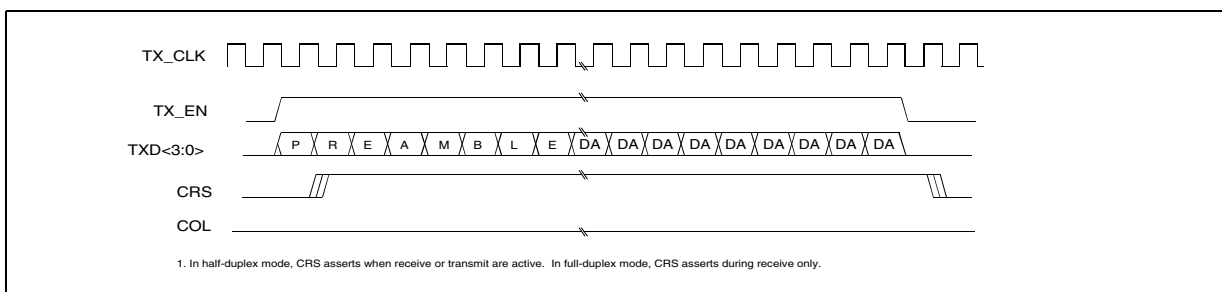 TX_CLK
TX_EN
TXD<3:0> P R E A M B L E DA DA DA DA DA DA DA DA DA
CRS
COL
1. In half-duplex mode, CRS asserts when receive or transmit are active. In full-duplex mode, CRS asserts during receive only.